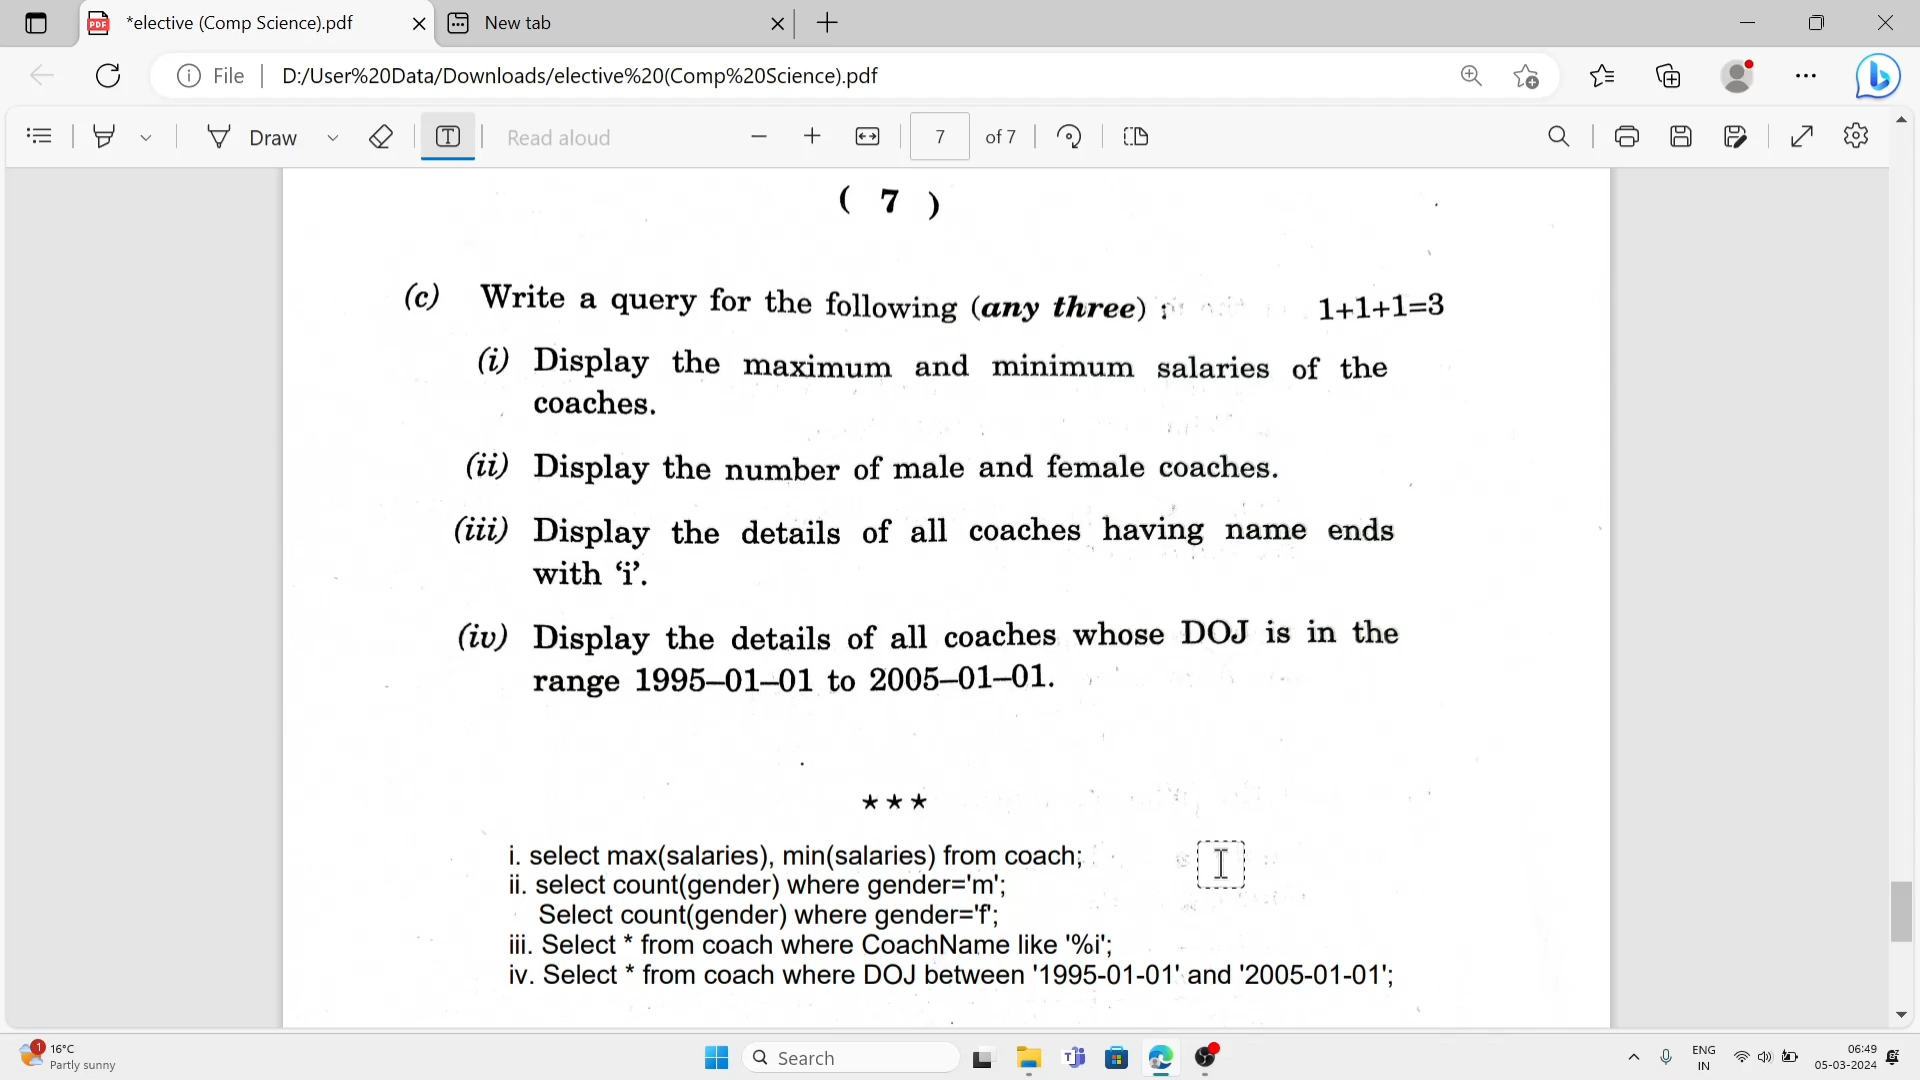 *elective (Comp Science).pdf
New tab
File
D:/User%20Data/Downloads/elective%20(Comp%20Science).pdf
Draw
Read aloud
7
of 7
( 7 )
(c) Write a query for the following (any three) : 1+1+1=3
(i) Display the maximum and minimum salaries of the
coaches.
(ii) Display the number of male and female coaches.
(iii) Display the details of all coaches having name ends
with ‘i’.
(iv) Display the details of all coaches whose DOJ is in the
range 1995–01–01 to 2005–01–01.
★★★
i. select max(salaries), min(salaries) from coach;
ii. select count(gender) where gender='m';
Select count(gender) where gender='f';
iii. Select * from coach where CoachName like '%i';
iv. Select * from coach where DOJ between '1995-01-01' and '2005-01-01';
1
16°C
Partly sunny
Search
ENG
IN
06:49
05-03-2024